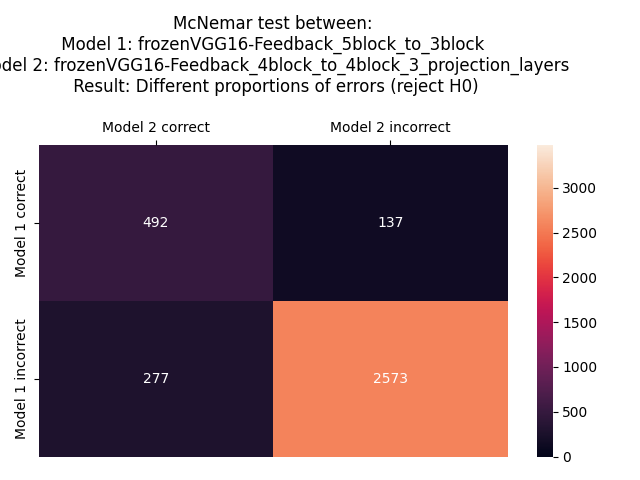 McNemar test between:
Model 1: frozenVGG16-Feedback_5block_to_3block
del 2: frozenVGG16-Feedback_4block_to_4block_3_projection_layers
Result: Different proportions of errors (reject H0)
Model 2 correct
Model 2 incorrect
Model 1 correct
492
137
Model 1 incorrect
277
2573
3000
2500
2000
1500
1000
500
0